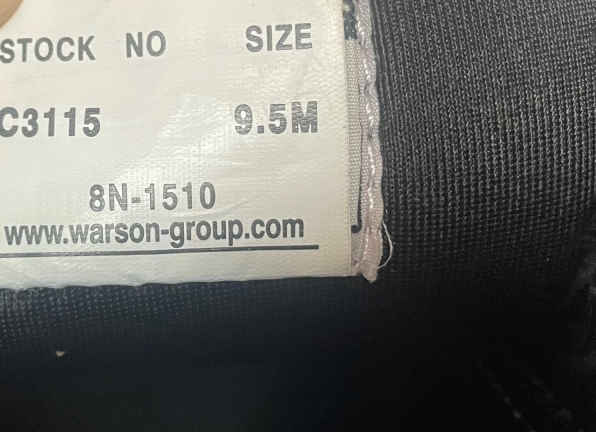 STOCK NO SIZE
C3115 9.5M
8N-1510
www.warson-group.com